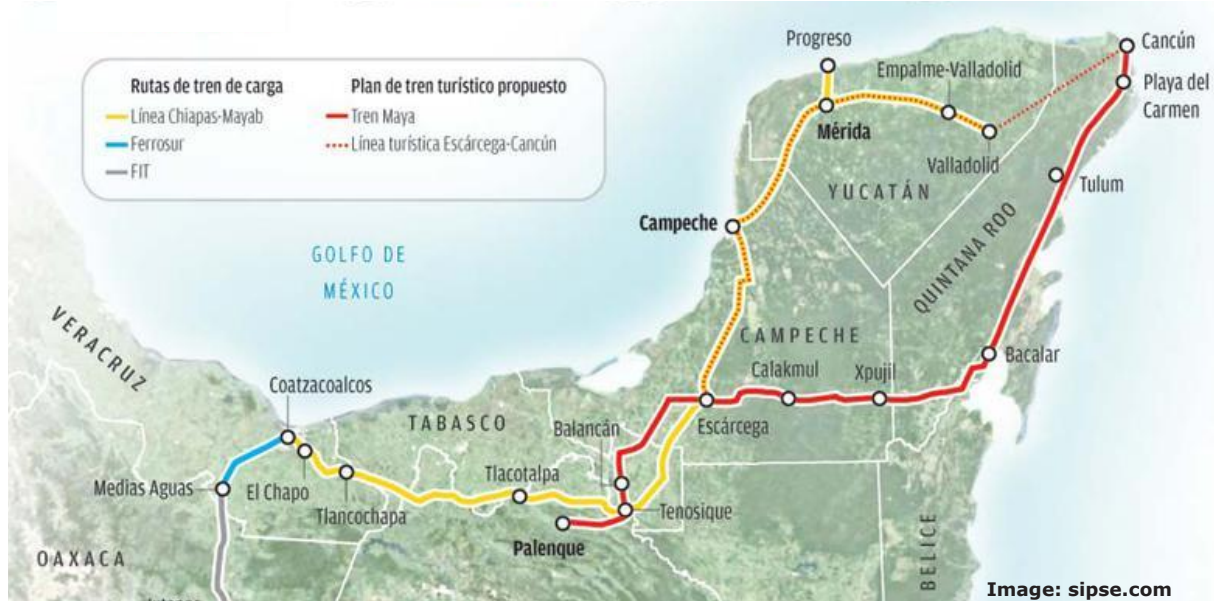 Rutas de tren de carga
Línea Chiapas-Mayab
Ferrosur
FIT
Plan de tren turístico propuesto
Tren Maya
Línea turística Escárcega-Cancún
Progreso
Cancún
Empalme-Valladolid
Playa del
Carmen
Mérida
Valladolid
Tulum
YUCATÁN
Campeche
QUINTANA ROO
GOLFO DE
MÉXICO
VERACRUZ
CAMPECHE
Calakmul
Xpujil
Bacalar
Coatzacoalcos
TABASCO
Balancán
Escárcega
Tlacotalpa
Medias Aguas
El Chapo
Tlancochapa
Tenosique
Palenque
OAXACA
BELICE
Image: sipse.com